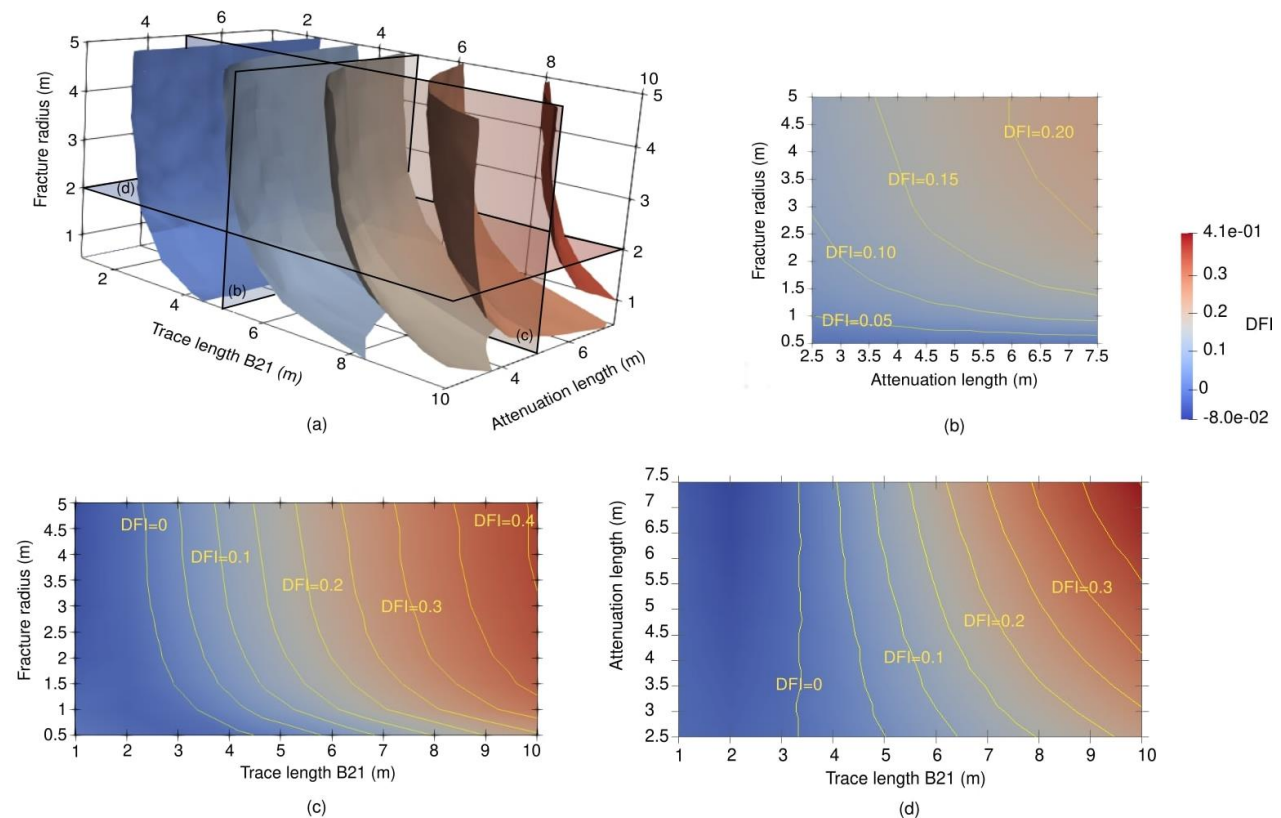 4
6
2
4
6
8
10
5
4
3
2
1
Fracture radius (m)
5
4
3
2
1
(d)
(b)
(c)
2
4
6
8
10
Trace length B21 (m)
4
6
Attenuation length (m)
(a)
5
4.5
4
3.5
3
2.5
2
1.5
1
0.5
Fracture radius (m)
DFI=0.20
DFI=0.15
DFI=0.10
DFI=0.05
2.5 3 3.5 4 4.5 5 5.5 6 6.5 7 7.5
Attenuation length (m)
(b)
4.1e-01
0.3
0.2
0.1
0
-8.0e-02
DFI
5
4.5
4
3.5
3
2.5
2
1.5
1
0.5
Fracture radius (m)
DFI=0
DFI=0.1
DFI=0.2
DFI=0.3
DFI=0.4
1 2 3 4 5 6 7 8 9 10
Trace length B21 (m)
(c)
7.5
7
6.5
6
5.5
5
4.5
4
3.5
3
2.5
Attenuation length (m)
DFI=0
DFI=0.1
DFI=0.2
DFI=0.3
1 2 3 4 5 6 7 8 9 10
Trace length B21 (m)
(d)